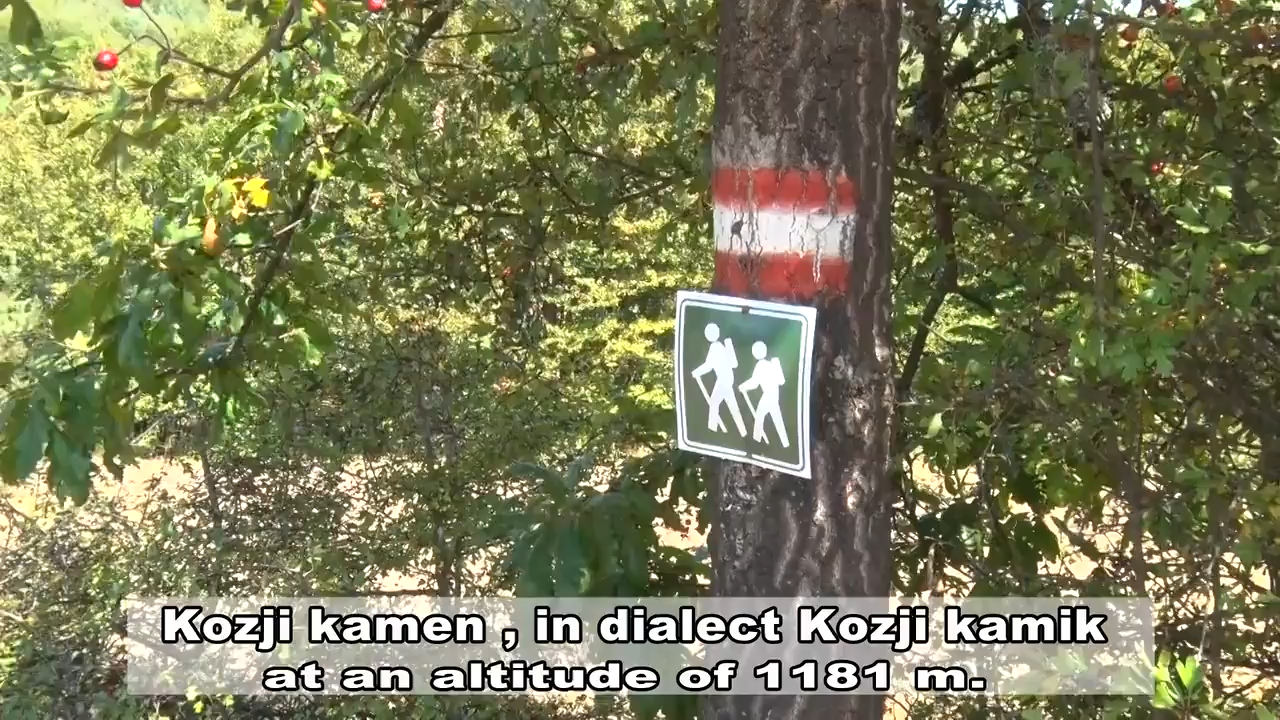 Kozji kamen , in dialect Kozji kamik
at an altitude of 1181 m.